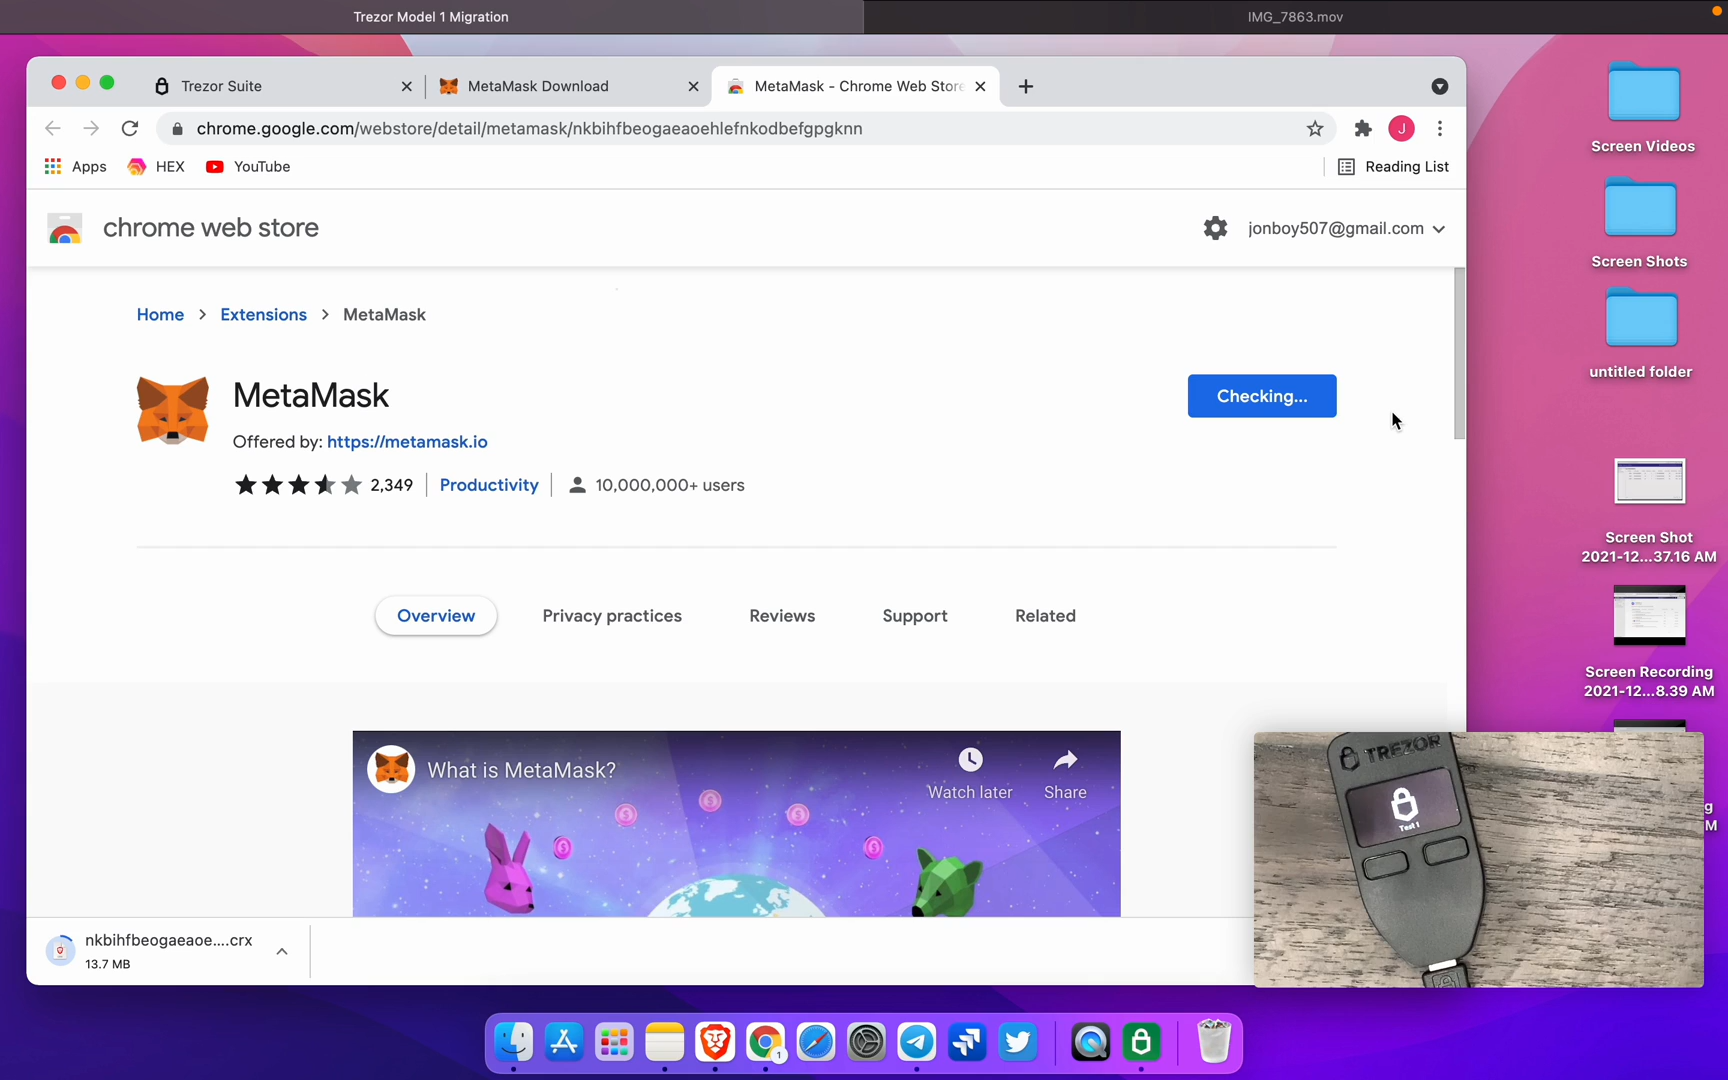 Trezor Model 1 Migration
IMG_7863.mov
Trezor Suite
MetaMask Download
MetaMask - Chrome Web Store
chrome.google.com/webstore/detail/metamask/nkbihfbeogaeaoehlefnkodbefgpgknn
J
Apps
HEX
YouTube
Reading List
chrome web store
jonboy507@gmail.com
Home
Extensions
MetaMask
MetaMask
Checking...
Offered by: https://metamask.io
2,349
Productivity
10,000,000+ users
Overview
Privacy practices
Reviews
Support
Related
What is MetaMask?
Watch later
Share
nkbihfbeogaeaoe....crx
13.7 MB
Screen Videos
Screen Shots
untitled folder
Screen Shot
2021-12...37.16 AM
Screen Recording
2021-12...8.39 AM
g
M
TREZOR
Test 1
1